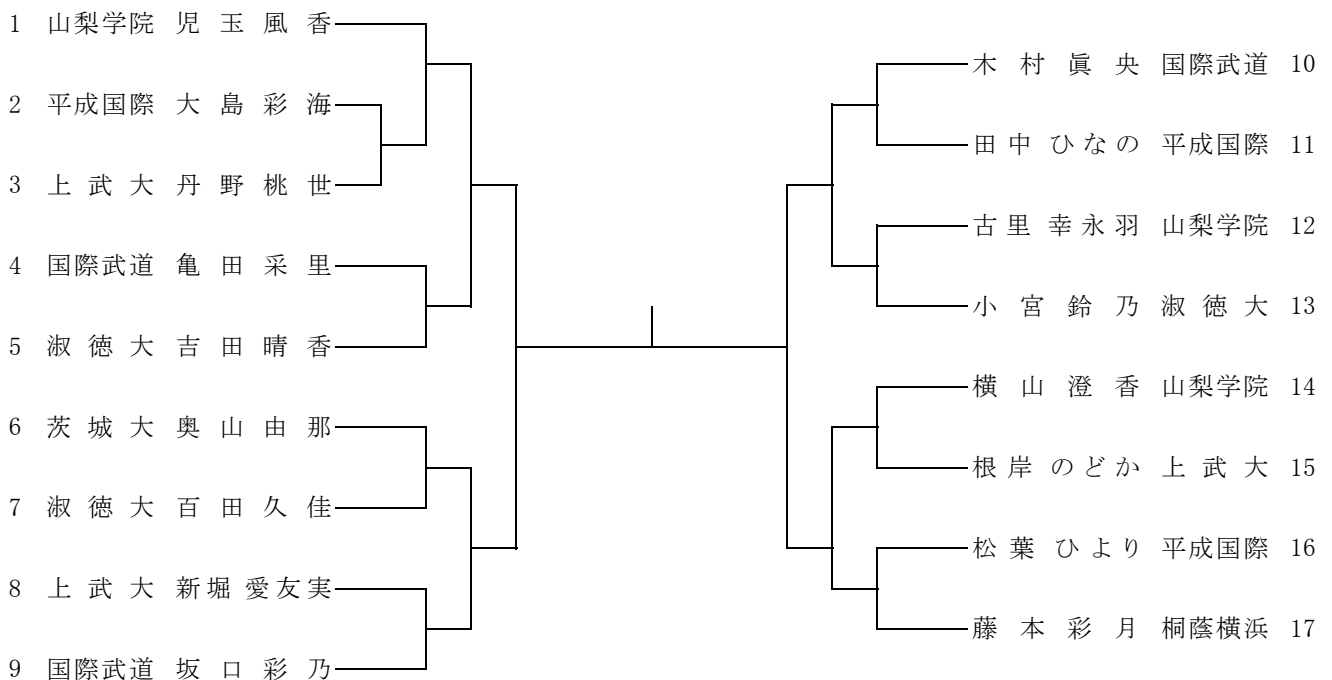 1 山梨学院 児玉風香
2 平成国際 大島彩海
3 上武大 丹野桃世
4 国際武道 亀田采里
5 淑徳大 吉田晴香
6 茨城大 奥山由那
7 淑徳大 百田久佳
8 上武大 新堀愛友実
9 国際武道 坂口彩乃
木村眞央 国際武道 10
田中ひなの 平成国際 11
古里幸永羽 山梨学院 12
小宮鈴乃 淑徳大 13
横山澄香 山梨学院 14
根岸のどか 上武大 15
松葉ひより 平成国際 16
藤本彩月 桐蔭横浜 17